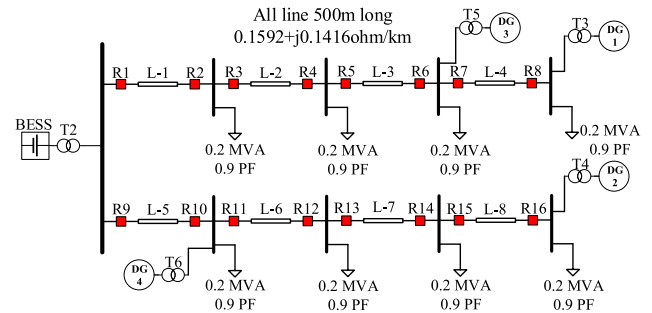 All line 500m long
0.1592+j0.1416ohm/km
T5
DG
3
T3
DG
1
R1 L-1 R2 R3 L-2 R4 R5 L-3 R6 R7 L-4 R8
BESS
T2
0.2 MVA
0.9 PF
0.2 MVA
0.9 PF
0.2 MVA
0.9 PF
0.2 MVA
0.9 PF
T4
DG
2
R9 L-5 R10 R11 L-6 R12 R13 L-7 R14 R15 L-8 R16
DG
4
T6
0.2 MVA
0.9 PF
0.2 MVA
0.9 PF
0.2 MVA
0.9 PF
0.2 MVA
0.9 PF